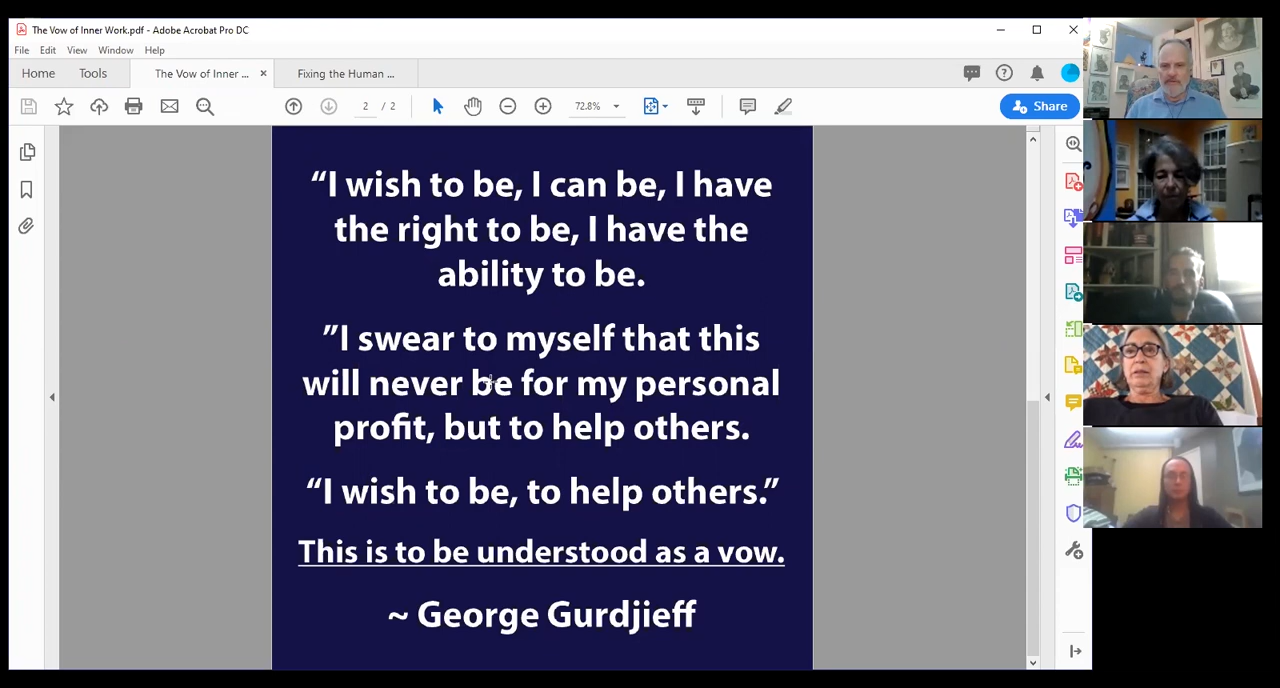 The Vow of Inner Work.pdf - Adobe Acrobat Pro DC
File Edit View Window Help
Home Tools The Vow of Inner ... × Fixing the Human ...
2 / 2 72.8% Share
“I wish to be, I can be, I have
the right to be, I have the
ability to be.
”I swear to myself that this
will never be for my personal
profit, but to help others.
“I wish to be, to help others.”
This is to be understood as a vow.
~ George Gurdjieff